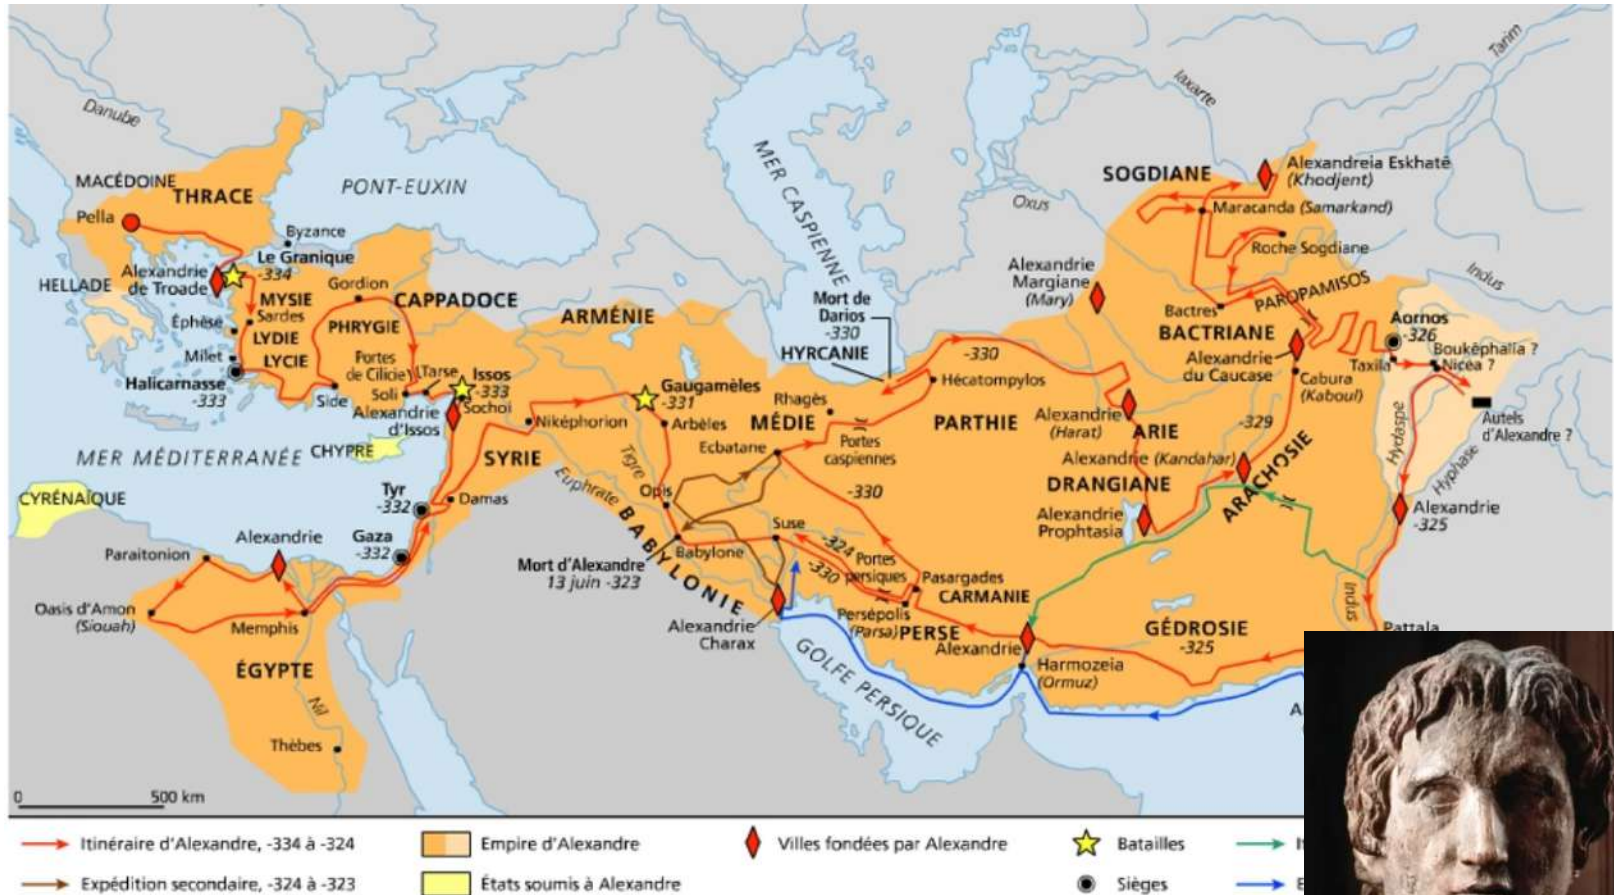 Danube
Tarim
Iaxarte
MACÉDOINE
THRACE
Pella
PONT-EUXIN
MER CASPIENNE
SOGDIANE
Alexandreia Eskhatê
(Khodjent)
Oxus
Maracanda (Samarkand)
Roche Sogdiane
Byzance
Le Granique
-334
Alexandrie
de Troade
HELLADE
Gordion
MYSIE
Sardes
CAPPADOCE
Éphèse
LYDIE
PHRYGIE
Milet
LYCIE
Halicarnasse
-333
Side
Portes
de Cilicie
Tarse
Soli
Issos
-333
Sochoi
Alexandrie
d'Issos
ARMÉNIE
Mort de
Darios
-330
HYRCANIE
Alexandrie
Margiane
(Mary)
PAROPAMISOS
Indus
Bactres
BACTRIANE
Aornos
-326
Boukêphalia ?
Nicéa ?
Taxila
Alexandrie
du Caucase
Cabura
(Kaboul)
Autels
d'Alexandre ?
-330
Hécatompylos
Gaugamèles
-331
Arbèles
Rhagès
MÉDIE
Ecbatane
Portes
caspiennes
PARTHIE
Alexandrie
(Harat)
ARIE
-329
Alexandrie (Kandahar)
ARACHOSIE
DRANGIANE
Alexandrie
Prophtasia
Hydaspe
Hyphase
Alexandrie
-325
MER MÉDITERRANÉE
CHYPRE
Niképhorion
SYRIE
Tigre
Euphrate
CYRÉNAÏQUE
Tyr
-332
Damas
Opis
BABYLONIE
Babylone
Suse
-330
-324
-330
Portes
persiques
Pasargades
CARMANIE
Persépolis
(Parsa)
PERSE
Alexandrie
Harmozeia
(Ormuz)
GÉDROSIE
-325
Indus
Pattala
Mort d'Alexandre
13 juin -323
Alexandrie
Charax
GOLFE PERSIQUE
Alexandrie
Gaza
-332
Paraitonion
Oasis d'Amon
(Siouah)
Memphis
ÉGYPTE
Nil
Thèbes
0
500 km
Itinéraire d'Alexandre, -334 à -324
Empire d'Alexandre
Villes fondées par Alexandre
Batailles
Expédition secondaire, -324 à -323
États soumis à Alexandre
Sièges